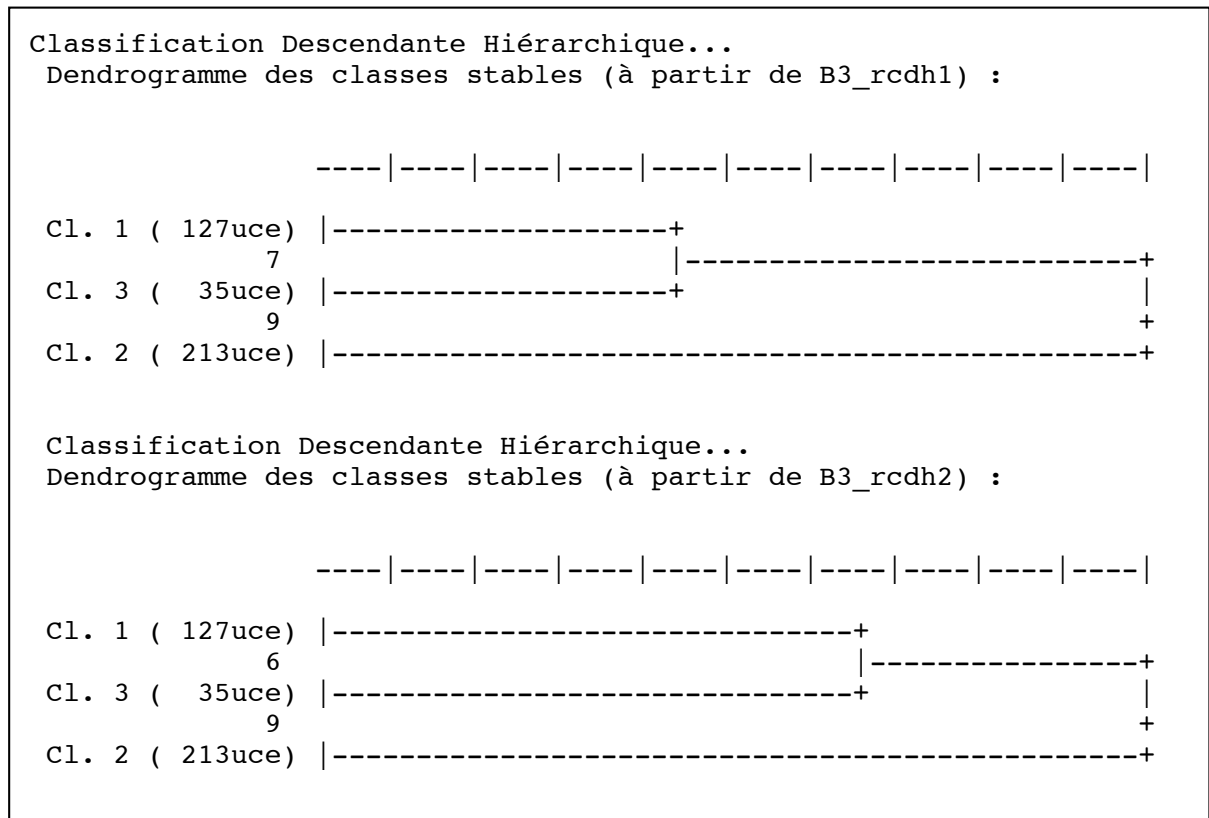 Classification Descendante Hiérarchique...
 Dendrogramme des classes stables (à partir de B3_rcdh1) :
                 ----|----|----|----|----|----|----|----|----|----|
 Cl. 1 ( 127uce) |--------------------+
              7                       |---------------------------+
 Cl. 3 (  35uce) |--------------------+                           |
              9                                                   +
 Cl. 2 ( 213uce) |------------------------------------------------+
 Classification Descendante Hiérarchique...
 Dendrogramme des classes stables (à partir de B3_rcdh2) :
                 ----|----|----|----|----|----|----|----|----|----|
 Cl. 1 ( 127uce) |-------------------------------+
              6                                  |----------------+
 Cl. 3 (  35uce) |-------------------------------+                |
              9                                                   +
 Cl. 2 ( 213uce) |------------------------------------------------+